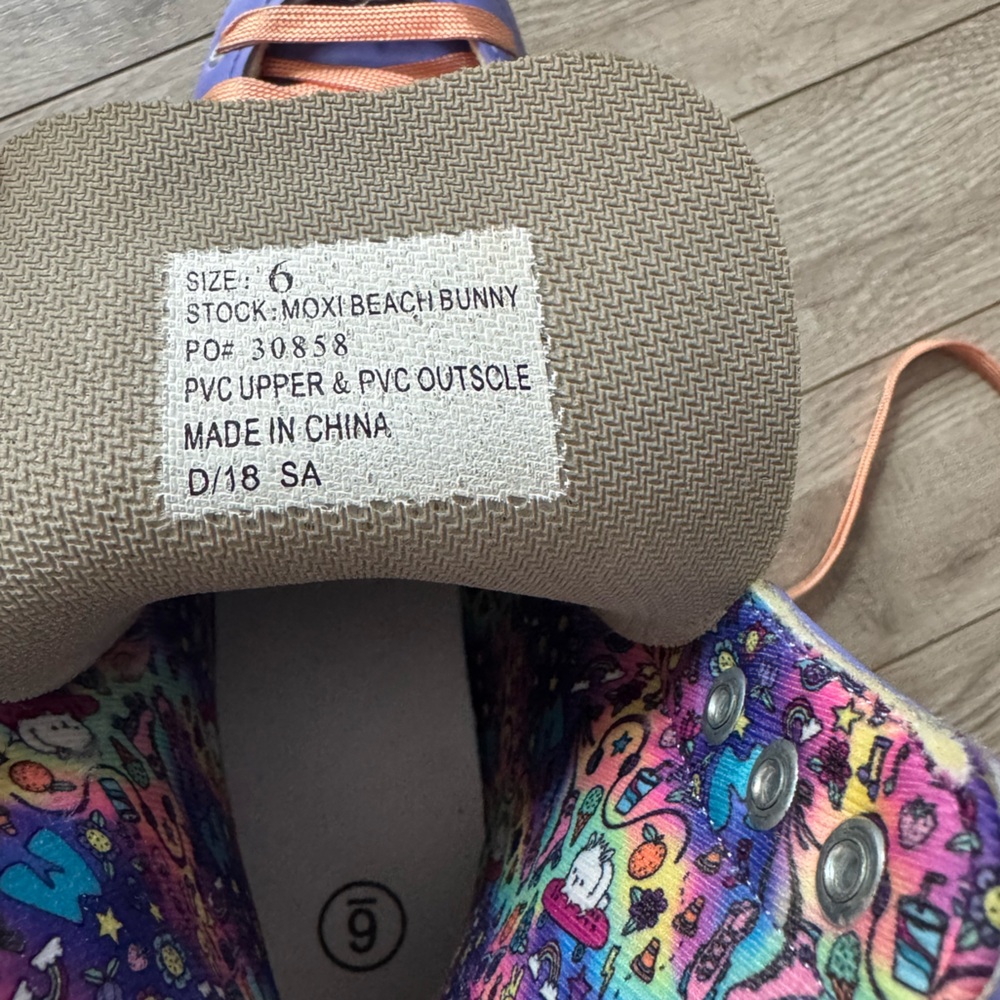 SIZE: 6
STOCK:MOXI BEACH BUNNY
PO# 30858
PVC UPPER & PVC OUTSOLE
MADE IN CHINA
D/18 SA
6